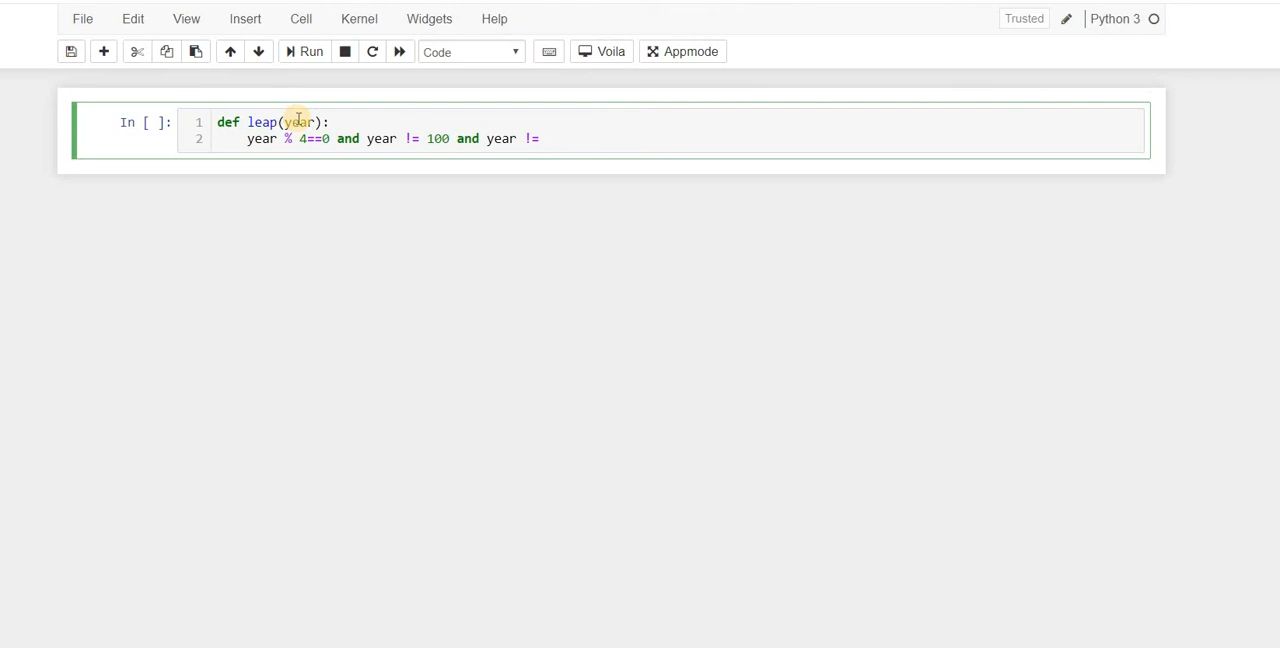 File Edit View Insert Cell Kernel Widgets Help Trusted Python 3
Run Code Voila Appmode
In [ ]: 1 def leap(year):
2 year % 4==0 and year != 100 and year !=